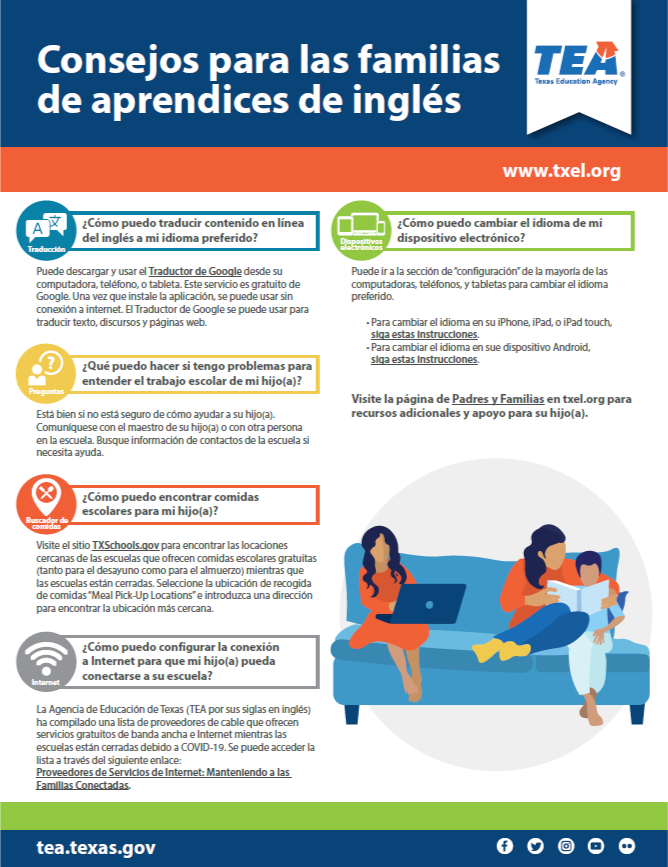 Consejos para las familias
de aprendices de inglés
TEA®
Texas Education Agency
www.txel.org
A 文
Traducción
¿Cómo puedo traducir contenido en línea
del inglés a mi idioma preferido?
Puede descargar y usar el Traductor de Google desde su
computadora, teléfono, o tableta. Este servicio es gratuito de
Google. Una vez que instale la aplicación, se puede usar sin
conexión a internet. El Traductor de Google se puede usar para
traducir texto, discursos y páginas web.
?
Preguntas
¿Qué puedo hacer si tengo problemas para
entender el trabajo escolar de mi hijo(a)?
Está bien si no está seguro de cómo ayudar a su hijo(a).
Comuníquese con el maestro de su hijo(a) o con otra persona
en la escuela. Busque información de contactos de la escuela si
necesita ayuda.
Buscador de
comidas
¿Cómo puedo encontrar comidas
escolares para mi hijo(a)?
Visite el sitio TXSchools.gov para encontrar las locaciones
cercanas de las escuelas que ofrecen comidas escolares gratuitas
(tanto para el desayuno como para el almuerzo) mientras que
las escuelas están cerradas. Seleccione la ubicación de recogida
de comidas “Meal Pick-Up Locations” e introduzca una dirección
para encontrar la ubicación más cercana.
Internet
¿Cómo puedo configurar la conexión
a Internet para que mi hijo(a) pueda
conectarse a su escuela?
La Agencia de Educación de Texas (TEA por sus siglas en inglés)
ha compilado una lista de proveedores de cable que ofrecen
servicios gratuitos de banda ancha e Internet mientras las
escuelas están cerradas debido a COVID-19. Se puede acceder la
lista a través del siguiente enlace:
Proveedores de Servicios de Internet: Manteniendo a las
Familias Conectadas.
Dispositivos
electrónicos
¿Cómo puedo cambiar el idioma de mi
dispositivo electrónico?
Puede ir a la sección de “configuración” de la mayoría de las
computadoras, teléfonos, y tabletas para cambiar el idioma
preferido.
• Para cambiar el idioma en su iPhone, iPad, o iPad touch,
siga estas instrucciones.
• Para cambiar el idioma en sue dispositivo Android,
siga estas instrucciones.
Visite la página de Padres y Familias en txel.org para
recursos adicionales y apoyo para su hijo(a).
tea.texas.gov